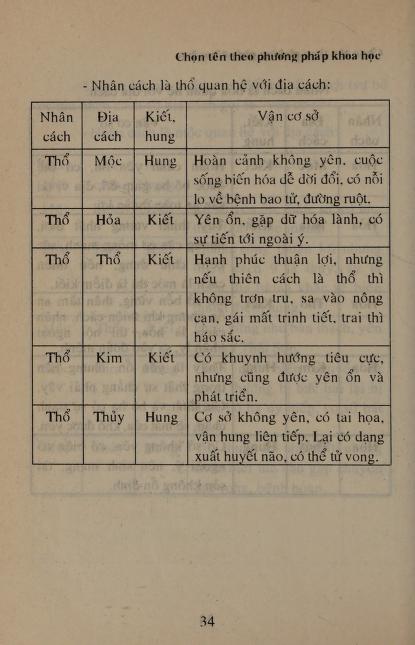 Chọn tên theo phương pháp khoa học
- Nhân cách là thổ quan hệ với địa cách:
Nhân cách | Địa cách | Kiết, hung | Vận cơ sở
Thổ | Mộc | Hung | Hoàn cảnh không yên, cuộc
sống biến hóa dễ dời đổi, có nỗi
lo về bệnh bao tử, đường ruột.
Thổ | Hỏa | Kiết | Yên ổn, gặp dữ hóa lành, có
sự tiến tới ngoài ý.
Thổ | Thổ | Kiết | Hạnh phúc thuận lợi, nhưng
nếu thiên cách là thổ thì
không trơn tru, sa vào nông
cạn, gái mất trinh tiết, trai thì
háo sắc.
Thổ | Kim | Kiết | Có khuynh hướng tiêu cực,
nhưng cũng được yên ổn và
phát triển.
Thổ | Thủy | Hung | Cơ sở không yên, có tai họa,
vận hung liên tiếp. Lại có dạng
xuất huyết não, có thể tử vong.
34